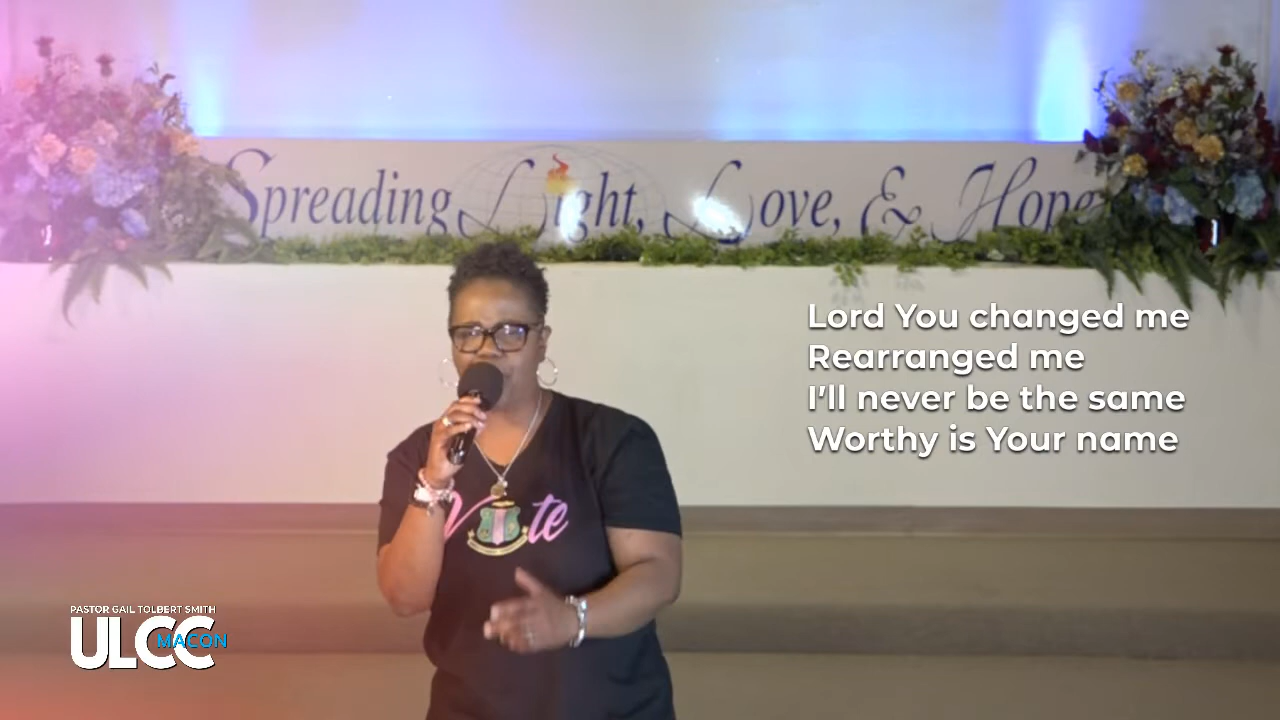 Spreading Light, Love, & Hope
Lord You changed me
Rearranged me
I'll never be the same
Worthy is Your name
Vote
PASTOR GAIL TOLBERT SMITH
ULCC
MACON